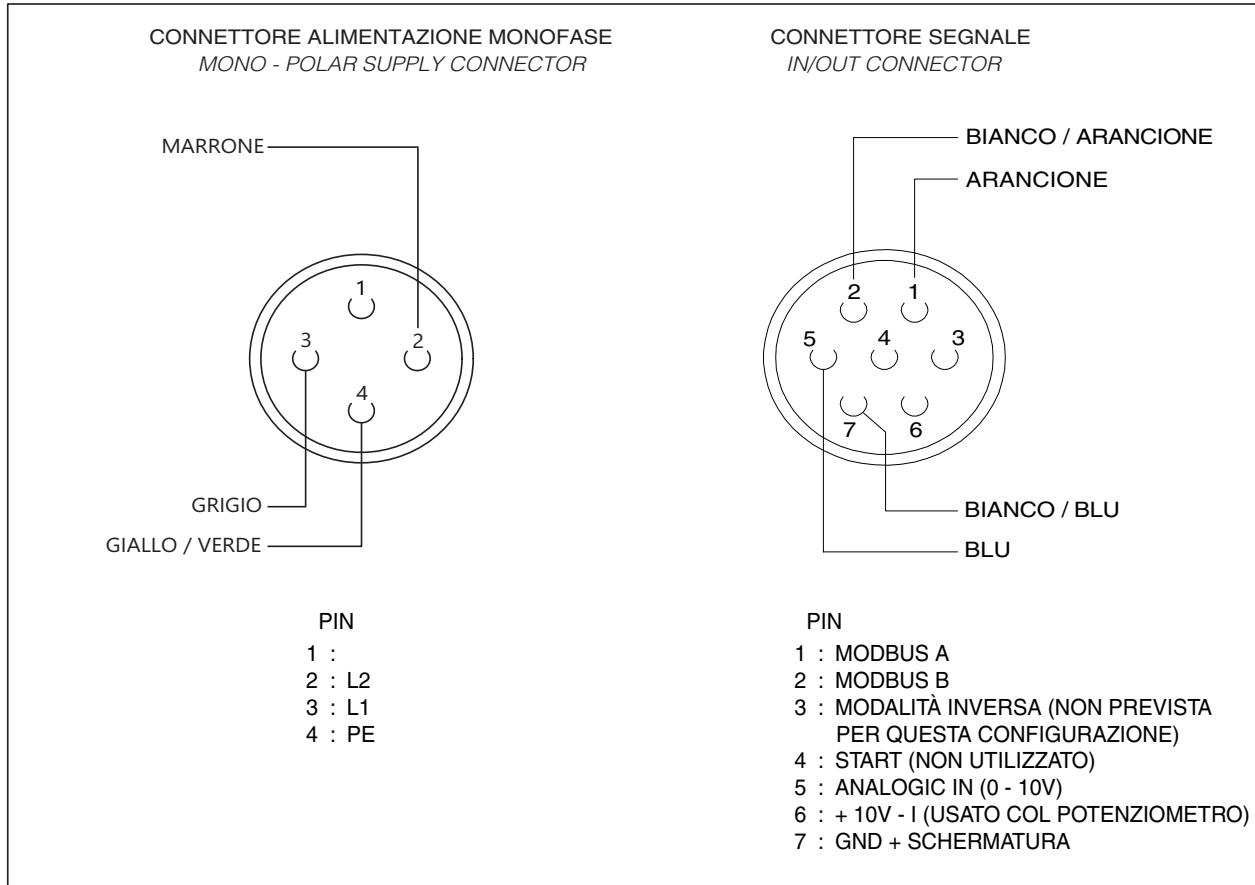 CONNETTORE ALIMENTAZIONE MONOFASE
MONO - POLAR SUPPLY CONNECTOR
MARRONE
1
3
2
4
GRIGIO
GIALLO / VERDE
PIN
1 :
2 : L2
3 : L1
4 : PE
CONNETTORE SEGNALE
IN/OUT CONNECTOR
BIANCO / ARANCIONE
ARANCIONE
2
1
5
4
3
7
6
BIANCO / BLU
BLU
PIN
1 : MODBUS A
2 : MODBUS B
3 : MODALITÀ INVERSA (NON PREVISTA
PER QUESTA CONFIGURAZIONE)
4 : START (NON UTILIZZATO)
5 : ANALOGIC IN (0 - 10V)
6 : + 10V - I (USATO COL POTENZIOMETRO)
7 : GND + SCHERMATURA